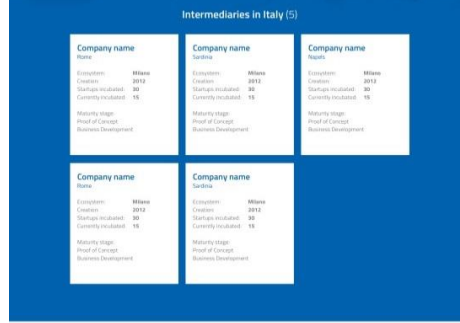 Intermediaries in Italy (5)
Company name
Rome
Ecosystem: Milano
Creation: 2012
Startups incubated: 30
Currently incubated: 15
Maturity stage:
Proof of Concept
Business Development
Company name
Sardinia
Ecosystem: Milano
Creation: 2012
Startups incubated: 30
Currently incubated: 15
Maturity stage:
Proof of Concept
Business Development
Company name
Napols
Ecosystem: Milano
Creation: 2012
Startups incubated: 30
Currently incubated: 15
Maturity stage:
Proof of Concept
Business Development
Company name
Rome
Ecosystem: Milano
Creation: 2012
Startups incubated: 30
Currently incubated: 15
Maturity stage:
Proof of Concept
Business Development
Company name
Sardinia
Ecosystem: Milano
Creation: 2012
Startups incubated: 30
Currently incubated: 15
Maturity stage:
Proof of Concept
Business Development